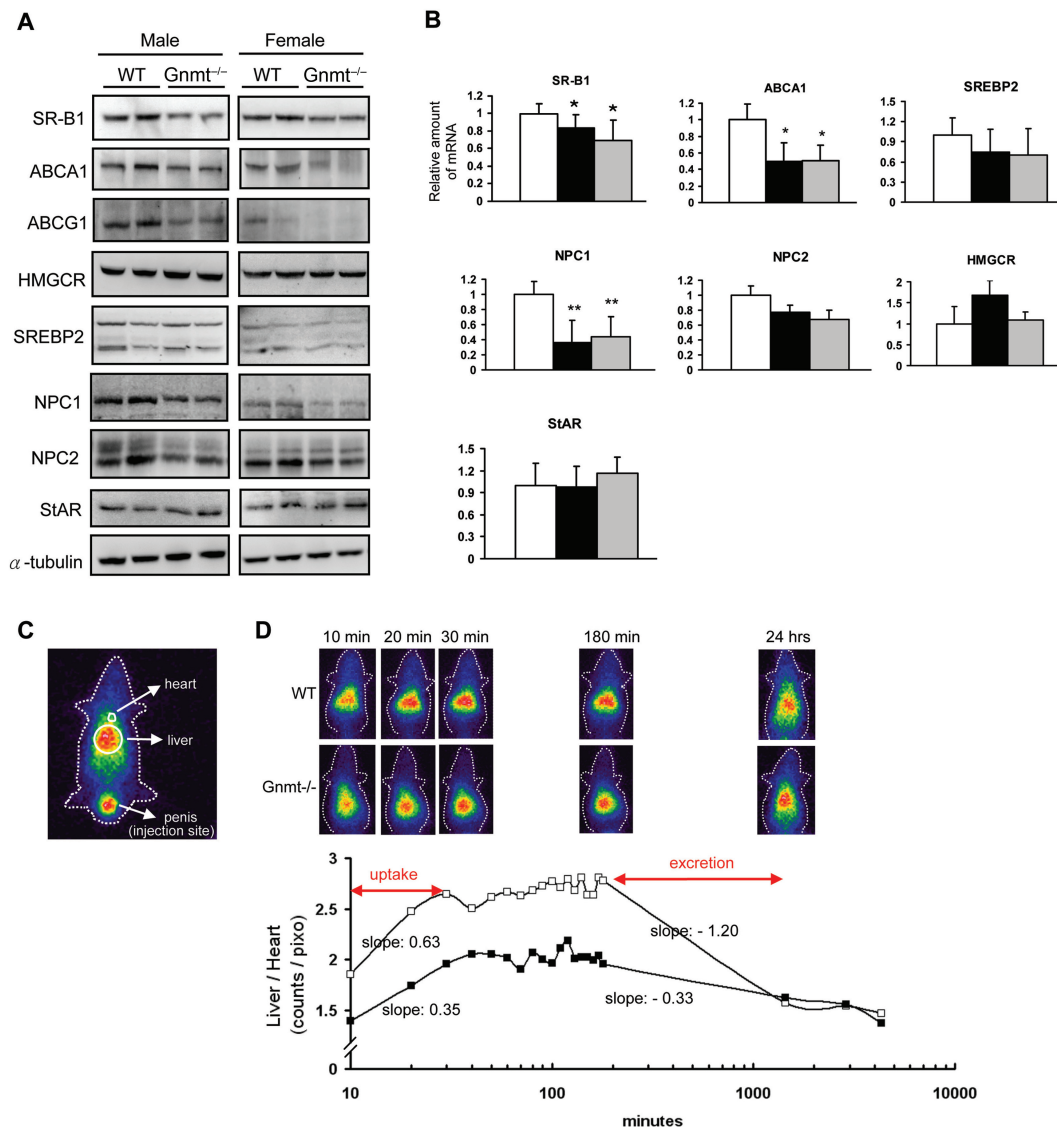 A
Male Female
WT Gnmt–/– WT Gnmt–/–
SR-B1
ABCA1
ABCG1
HMGCR
SREBP2
NPC1
NPC2
StAR
α-tubulin
B
Relative amount
of mRNA
SR-B1
1.2
1
0.8
0.6
0.4
0.2
0
* *
ABCA1
1.4
1.2
1
0.8
0.6
0.4
0.2
0
* *
SREBP2
1.5
1.2
0.9
0.6
0.3
0
NPC1
1.4
1.2
1
0.8
0.6
0.4
0.2
0
** **
NPC2
1.4
1.2
1
0.8
0.6
0.4
0.2
0
HMGCR
2
1.5
1
0.5
0
StAR
1.5
1.2
0.9
0.6
0.3
0
C
heart
liver
penis
(injection site)
D
10 min 20 min 30 min 180 min 24 hrs
WT
Gnmt-/-
Liver / Heart
(counts / pixo)
3
2.5
2
1.5
0
uptake
excretion
slope: 0.63
slope: - 1.20
slope: 0.35
slope: - 0.33
10 100 1000 10000
minutes